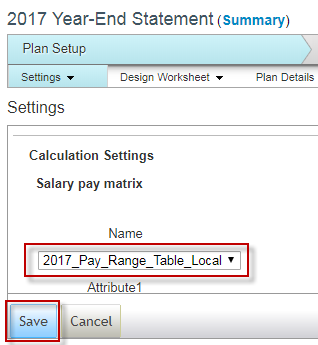 2017 Year-End Statement (Summary)
Plan Setup
Settings ▼ Design Worksheet ▼ Plan Details
Settings
Calculation Settings
Salary pay matrix
Name
2017_Pay_Range_Table_Local ▼
Attribute1
Save Cancel